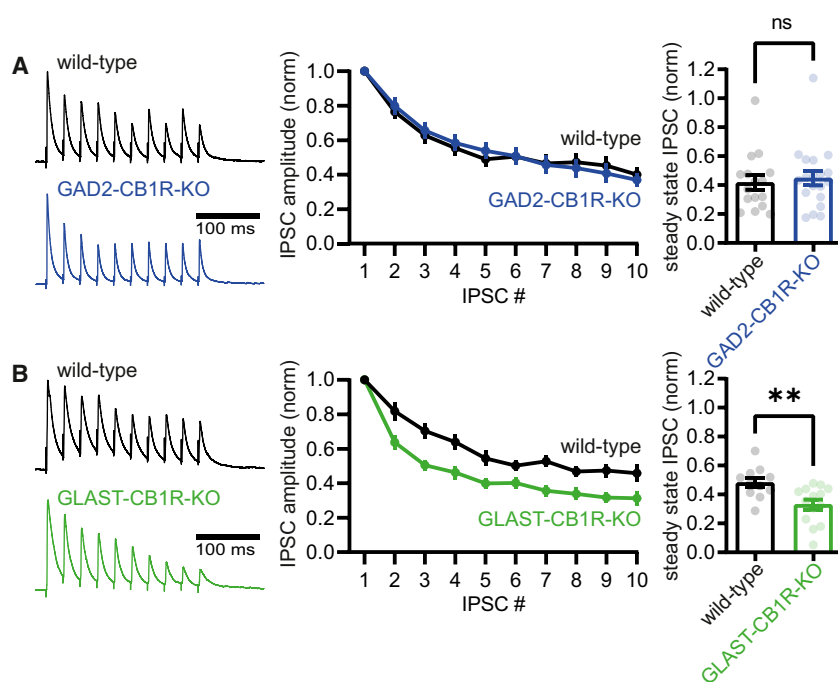 A
wild-type
GAD2-CB1R-KO
100 ms
IPSC amplitude (norm)
1.0
0.8
0.6
0.4
0.2
0.0
wild-type
GAD2-CB1R-KO
1 2 3 4 5 6 7 8 9 10
IPSC #
ns
steady state IPSC (norm)
1.2
1.0
0.8
0.6
0.4
0.2
0.0
wild-type
GAD2-CB1R-KO
B
wild-type
GLAST-CB1R-KO
100 ms
IPSC amplitude (norm)
1.0
0.8
0.6
0.4
0.2
0.0
wild-type
GLAST-CB1R-KO
1 2 3 4 5 6 7 8 9 10
IPSC #
**
steady state IPSC (norm)
1.2
1.0
0.8
0.6
0.4
0.2
0.0
wild-type
GLAST-CB1R-KO